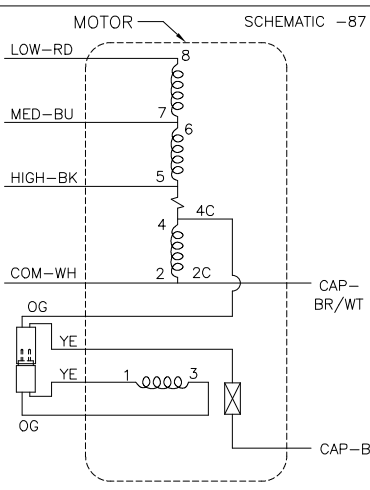 MOTOR
SCHEMATIC -87
LOW-RD
8
MED-BU
7
6
HIGH-BK
5
4C
4
COM-WH
2
2C
CAP-
BR/WT
OG
YE
YE
1
3
OG
CAP-B